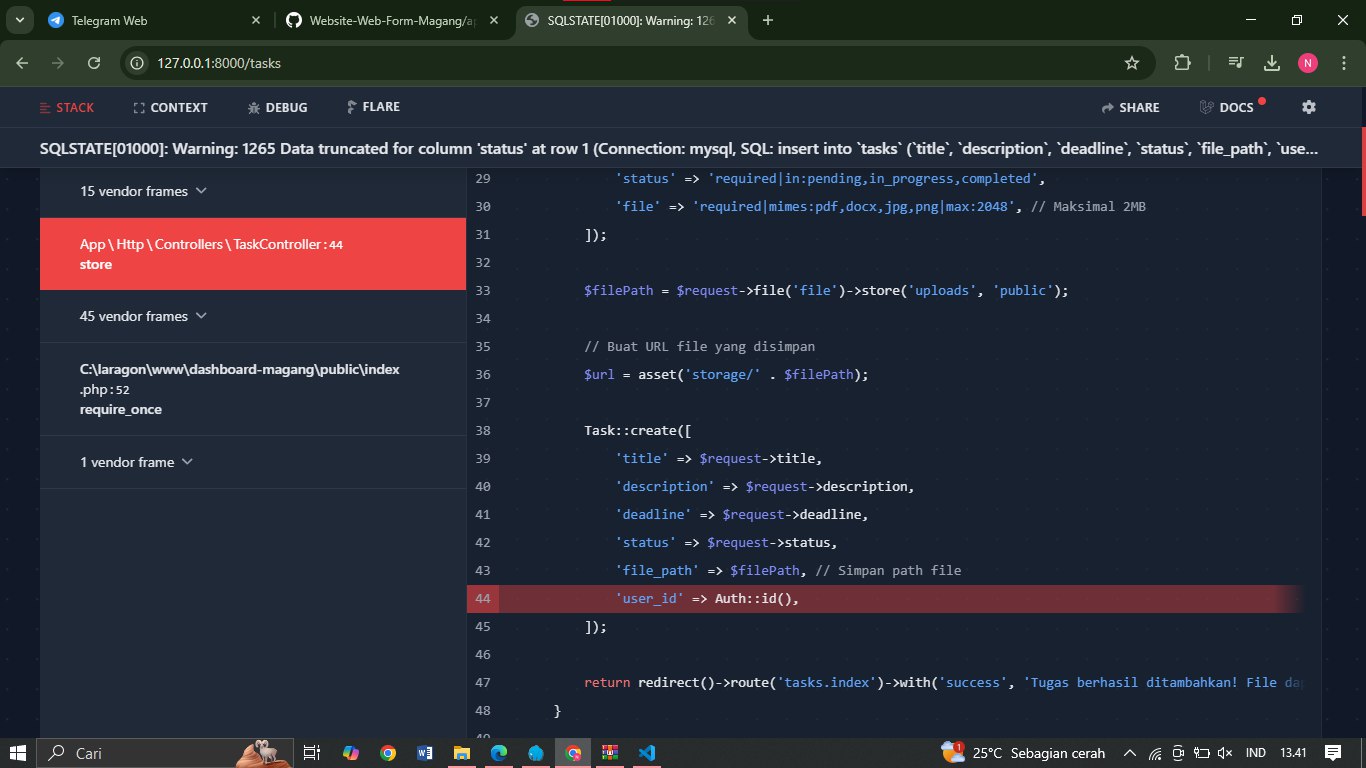 Telegram Web
Website-Web-Form-Magang/ap
SQLSTATE[01000]: Warning: 126
127.0.0.1:8000/tasks
N
STACK
CONTEXT
DEBUG
FLARE
SHARE
DOCS
SQLSTATE[01000]: Warning: 1265 Data truncated for column 'status' at row 1 (Connection: mysql, SQL: insert into `tasks` (`title`, `description`, `deadline`, `status`, `file_path`, `use...
15 vendor frames
App \ Http \ Controllers \ TaskController : 44
store
45 vendor frames
C:\laragon\www\dashboard-magang\public\index
.php : 52
require_once
1 vendor frame
29 'status' => 'required|in:pending,in_progress,completed',
30 'file' => 'required|mimes:pdf,docx,jpg,png|max:2048', // Maksimal 2MB
31 ]);
32
33 $filePath = $request->file('file')->store('uploads', 'public');
34
35 // Buat URL file yang disimpan
36 $url = asset('storage/' . $filePath);
37
38 Task::create([
39 'title' => $request->title,
40 'description' => $request->description,
41 'deadline' => $request->deadline,
42 'status' => $request->status,
43 'file_path' => $filePath, // Simpan path file
44 'user_id' => Auth::id(),
45 ]);
46
47 return redirect()->route('tasks.index')->with('success', 'Tugas berhasil ditambahkan! File da
48 }
49
Cari
1
25°C Sebagian cerah
IND
13.41